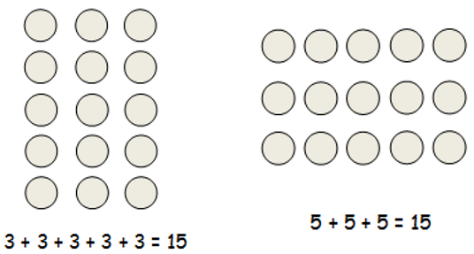 3 + 3 + 3 + 3 + 3 = 15
5 + 5 + 5 = 15